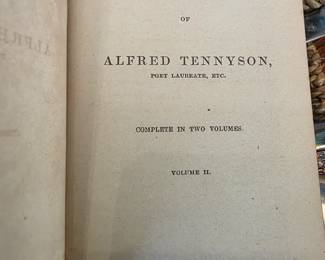 OF
ALFRED TENNYSON,
POET LAUREATE, ETC.
COMPLETE IN TWO VOLUMES.
VOLUME II.